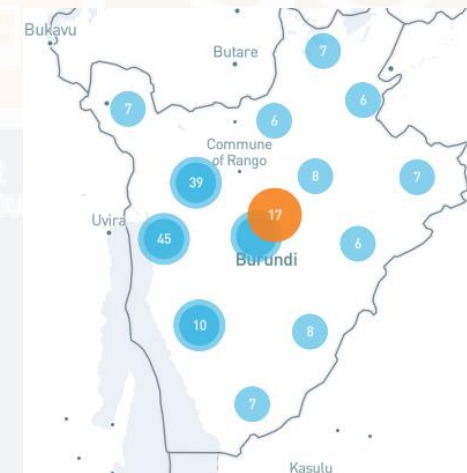 Bukavu
7
Butare
6
7
6
Commune
of Rango
8
7
39
17
Uvira
45
6
Burundi
10
8
7
Kasulu